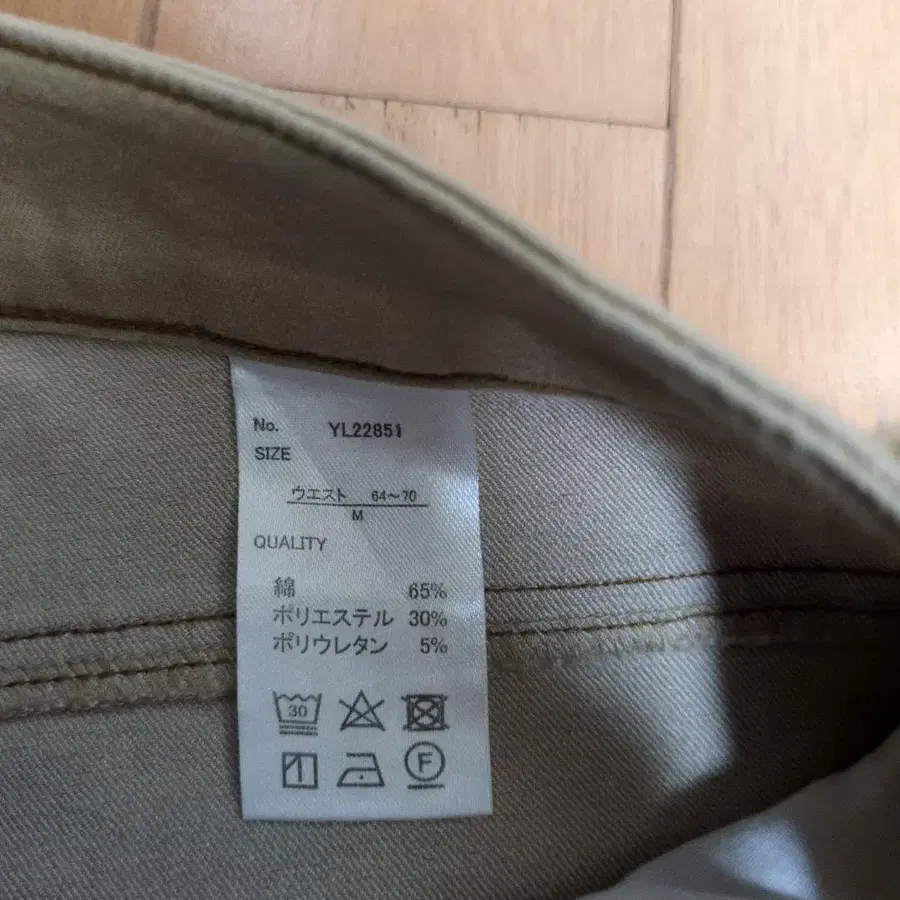 No. YL22851
SIZE
ウエスト 64～70
M
QUALITY
綿 65%
ポリエステル 30%
ポリウレタン 5%
30
F